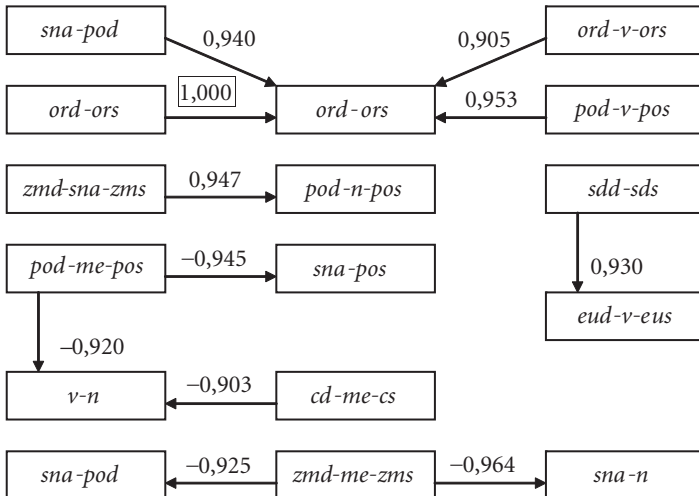 sna-pod 0,940 0,905 ord-v-ors
ord-ors 1,000 ord-ors 0,953 pod-v-pos
zmd-sna-zms 0,947 pod-n-pos sdd-sds
pod-me-pos −0,945 sna-pos 0,930
eud-v-eus
−0,920
v-n −0,903 cd-me-cs
sna-pod −0,925 zmd-me-zms −0,964 sna-n